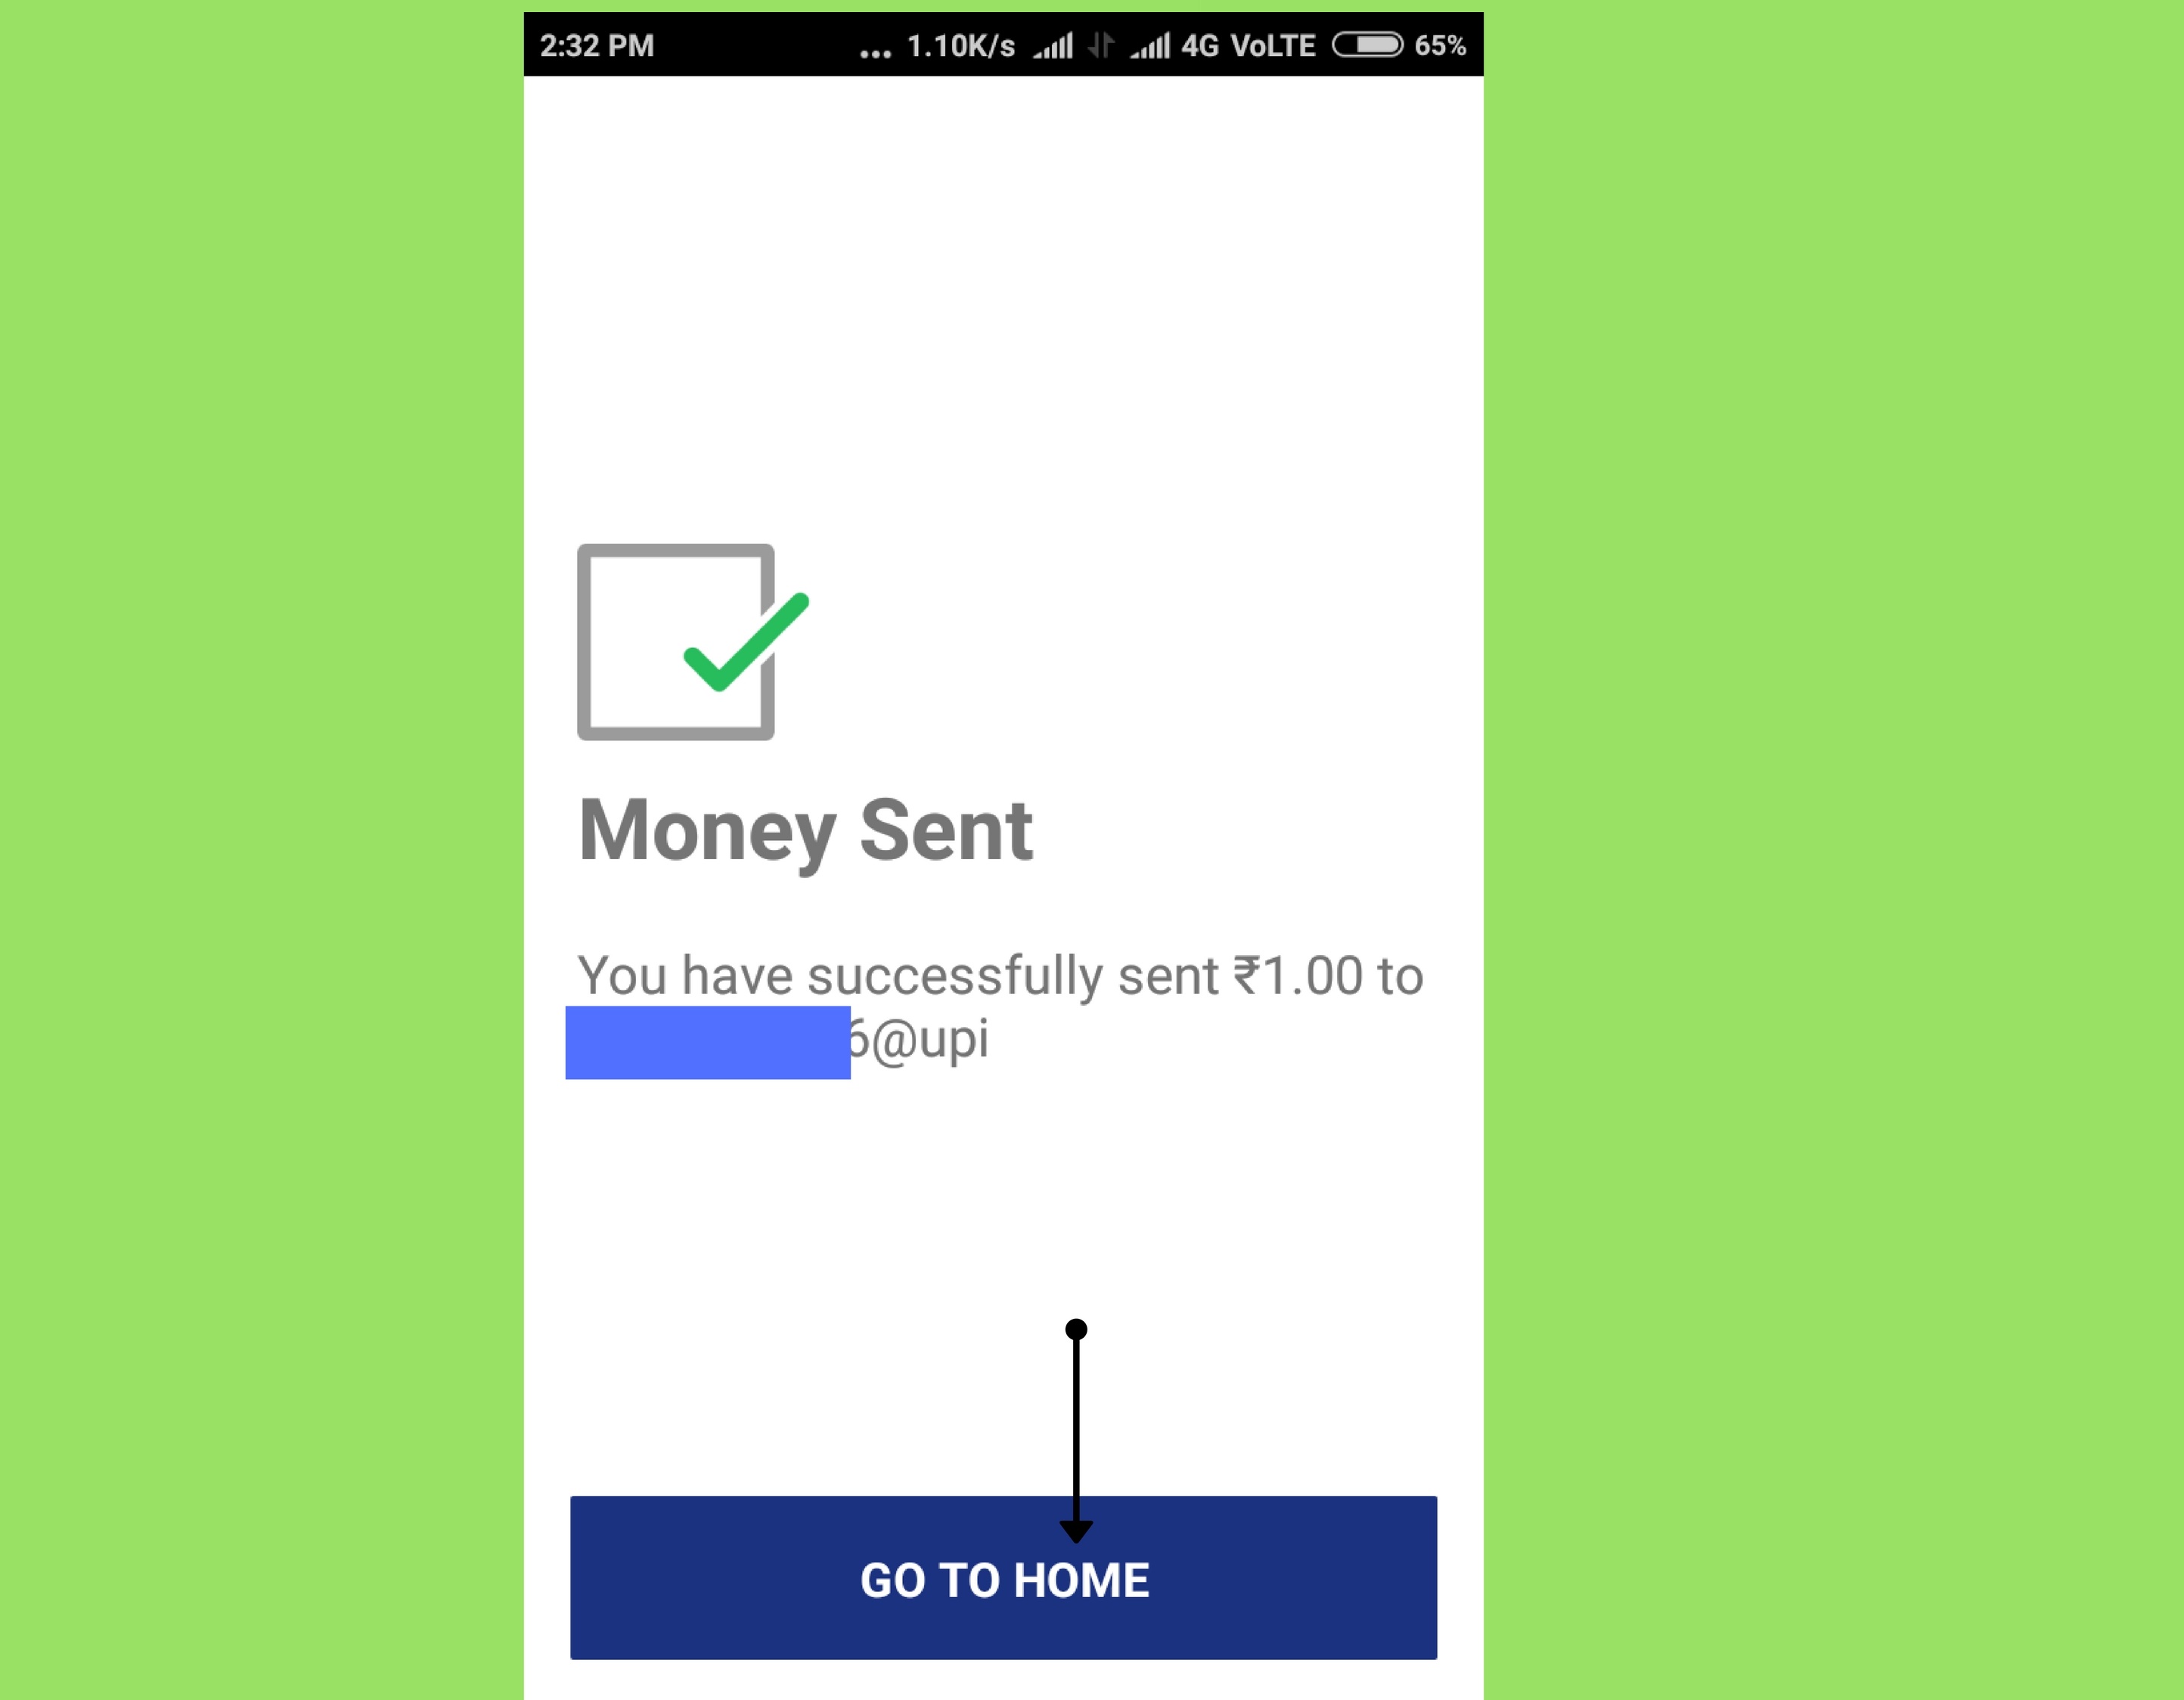 2:32 PM ... 1.10K/s 4G VoLTE 65%
Money Sent
You have successfully sent ₹1.00 to
6@upi
GO TO HOME